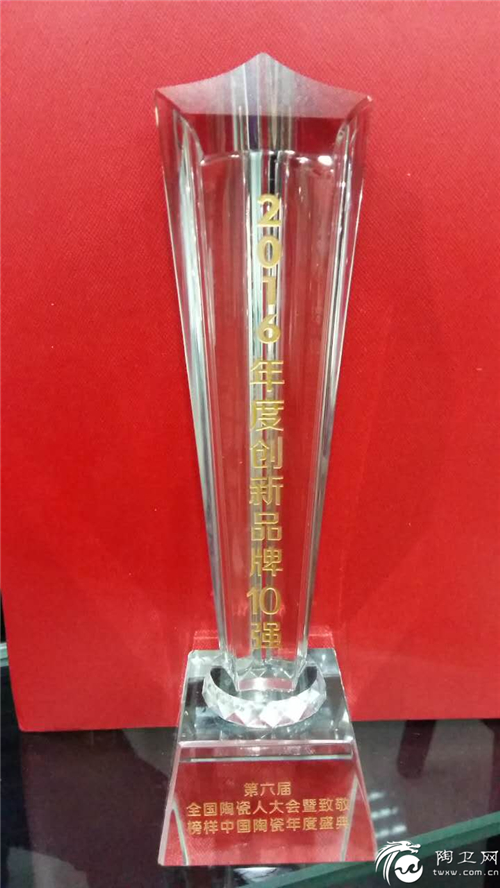 2016年度创新品牌10强
第六届
全国陶瓷人大会暨致敬
榜样中国陶瓷年度盛典
陶卫网
twxw.com.cn